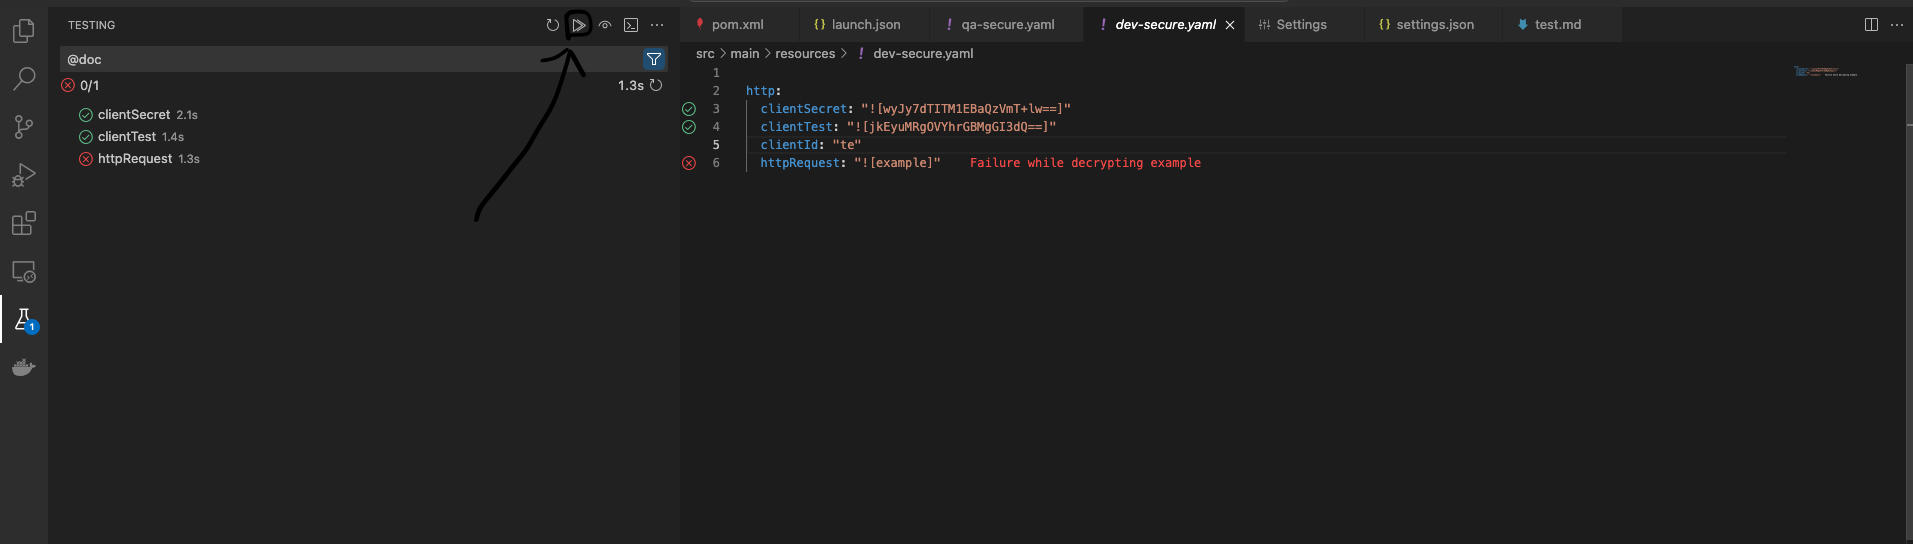 TESTING
@doc
0/1
1.3s
clientSecret 2.1s
clientTest 1.4s
httpRequest 1.3s
1
pom.xml
{} launch.json
! qa-secure.yaml
! dev-secure.yaml
Settings
{} settings.json
test.md
src > main > resources > ! dev-secure.yaml
1
2 http:
3 clientSecret: "![wyJy7dTITM1EBaQzVmT+lw==]"
4 clientTest: "![jkEyuMRgOVYhrGBMgGI3dQ==]"
5 clientId: "te"
6 httpRequest: "![example]" Failure while decrypting example